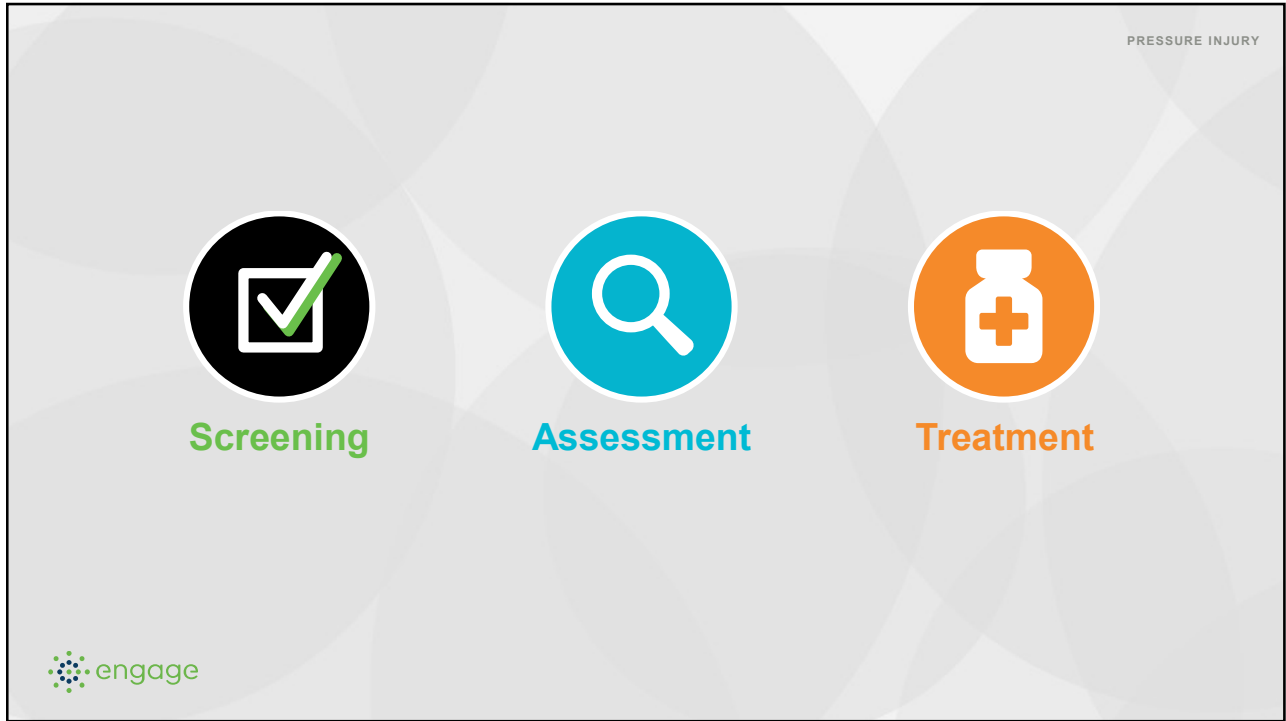 PRESSURE INJURY
Screening
Assessment
Treatment
engage